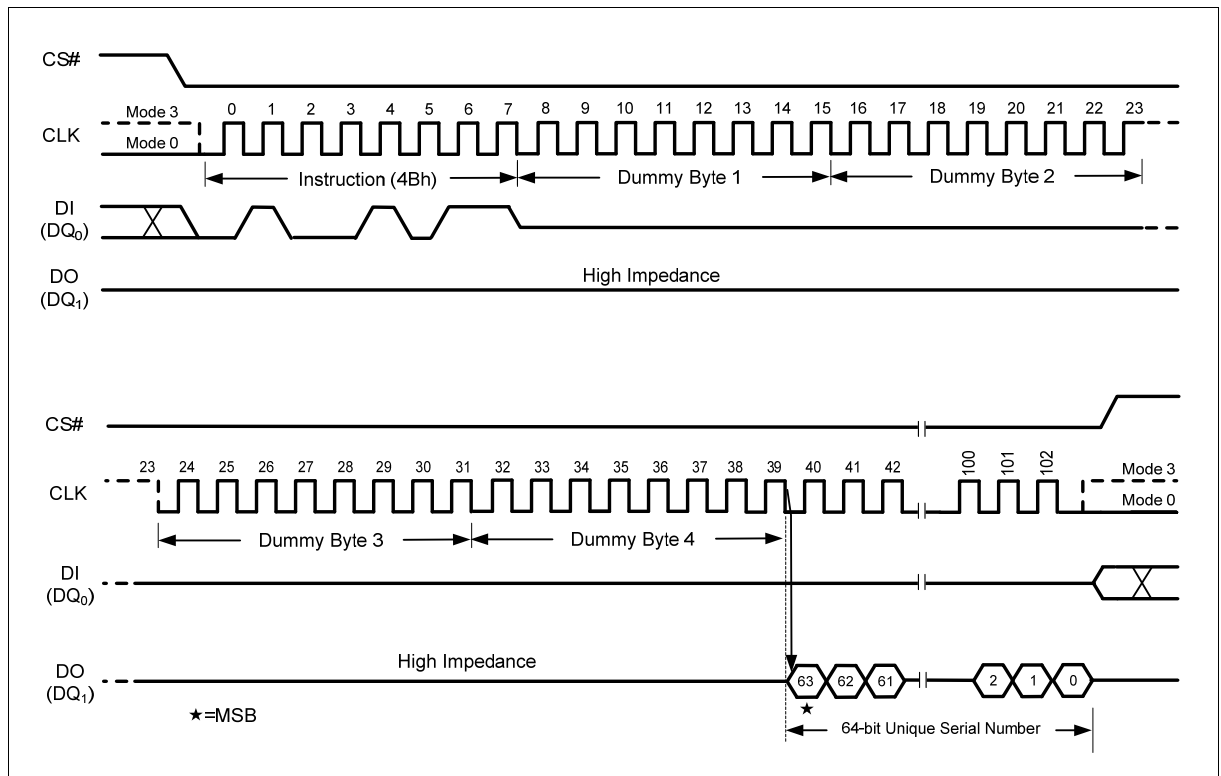 CS#
Mode 3
0 1 2 3 4 5 6 7 8 9 10 11 12 13 14 15 16 17 18 19 20 21 22 23
CLK
Mode 0
Instruction (4Bh)
Dummy Byte 1
Dummy Byte 2
DI
(DQ0)
DO
(DQ1)
High Impedance
CS#
23 24 25 26 27 28 29 30 31 32 33 34 35 36 37 38 39 40 41 42 100 101 102
Mode 3
CLK
Mode 0
Dummy Byte 3
Dummy Byte 4
DI
(DQ0)
DO
(DQ1)
High Impedance
63 62 61 2 1 0
★=MSB
★
64-bit Unique Serial Number